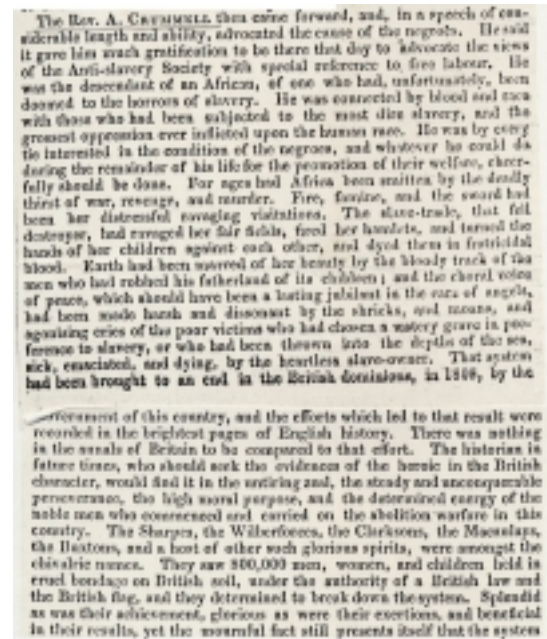 The Rev. A. CRUMMELL then came forward, and, in a speech of con-
siderable length and ability, advocated the cause of the negroes. He said
it gave him much gratification to be there that day to advocate the views
of the Anti-slavery Society with special reference to free labour. He
was the descendant of an African, of one who had, unfortunately, been
doomed to the horrors of slavery. He was connected by blood and race
with those who had been subjected to the most dire slavery, and the
grossest oppression ever inflicted upon the human race. He was by every
tie interested in the condition of the negroes, and whatever he could do
during the remainder of his life for the promotion of their welfare, cheer-
fully should be done. For ages had Africa been smitten by the deadly
thirst of war, revenge, and murder. Fire, famine, and the sword had
been her distressful ravaging visitations. The slave-trade, that fell
destroyer, had ravaged her fair fields, fired her hamlets, and turned the
hands of her children against each other, and dyed them in fratricidal
blood. Earth had been marred of her beauty by the bloody track of the
men who had robbed his fatherland of its children; and the choral voice
of peace, which should have been a lasting jubilant in the ears of angels,
had been made harsh and dissonant by the shrieks, and moans, and
agonising cries of the poor victims who had chosen a watery grave in pre-
ference to slavery, or who had been thrown into the depths of the sea,
sick, emaciated, and dying, by the heartless slave-owner. That system
had been brought to an end in the British dominions, in by the
Government of this country, and the efforts which led to that result were
recorded in the brightest pages of English history. There was nothing
in the annals of Britain to be compared to that effort. The historian in
future times, who should seek the evidences of the heroic in the British
character, would find it in the untiring zeal, the steady and unconquerable
perseverance, the high moral purpose, and the determined energy of the
noble men who commenced and carried on the abolition warfare in this
country. The Sharpes, the Wilberforces, the Clarksons, the Macaulays,
the Buxtons, and a host of other such glorious spirits, were amongst the
chivalric names. They saw 800,000 men, women, and children held in
cruel bondage on British soil, under the authority of a British law and
the British flag, and they determined to break down the system. Splendid
as was their achievement, glorious as were their exertions, and beneficial
in their results, yet the mournful fact still presents itself that the system